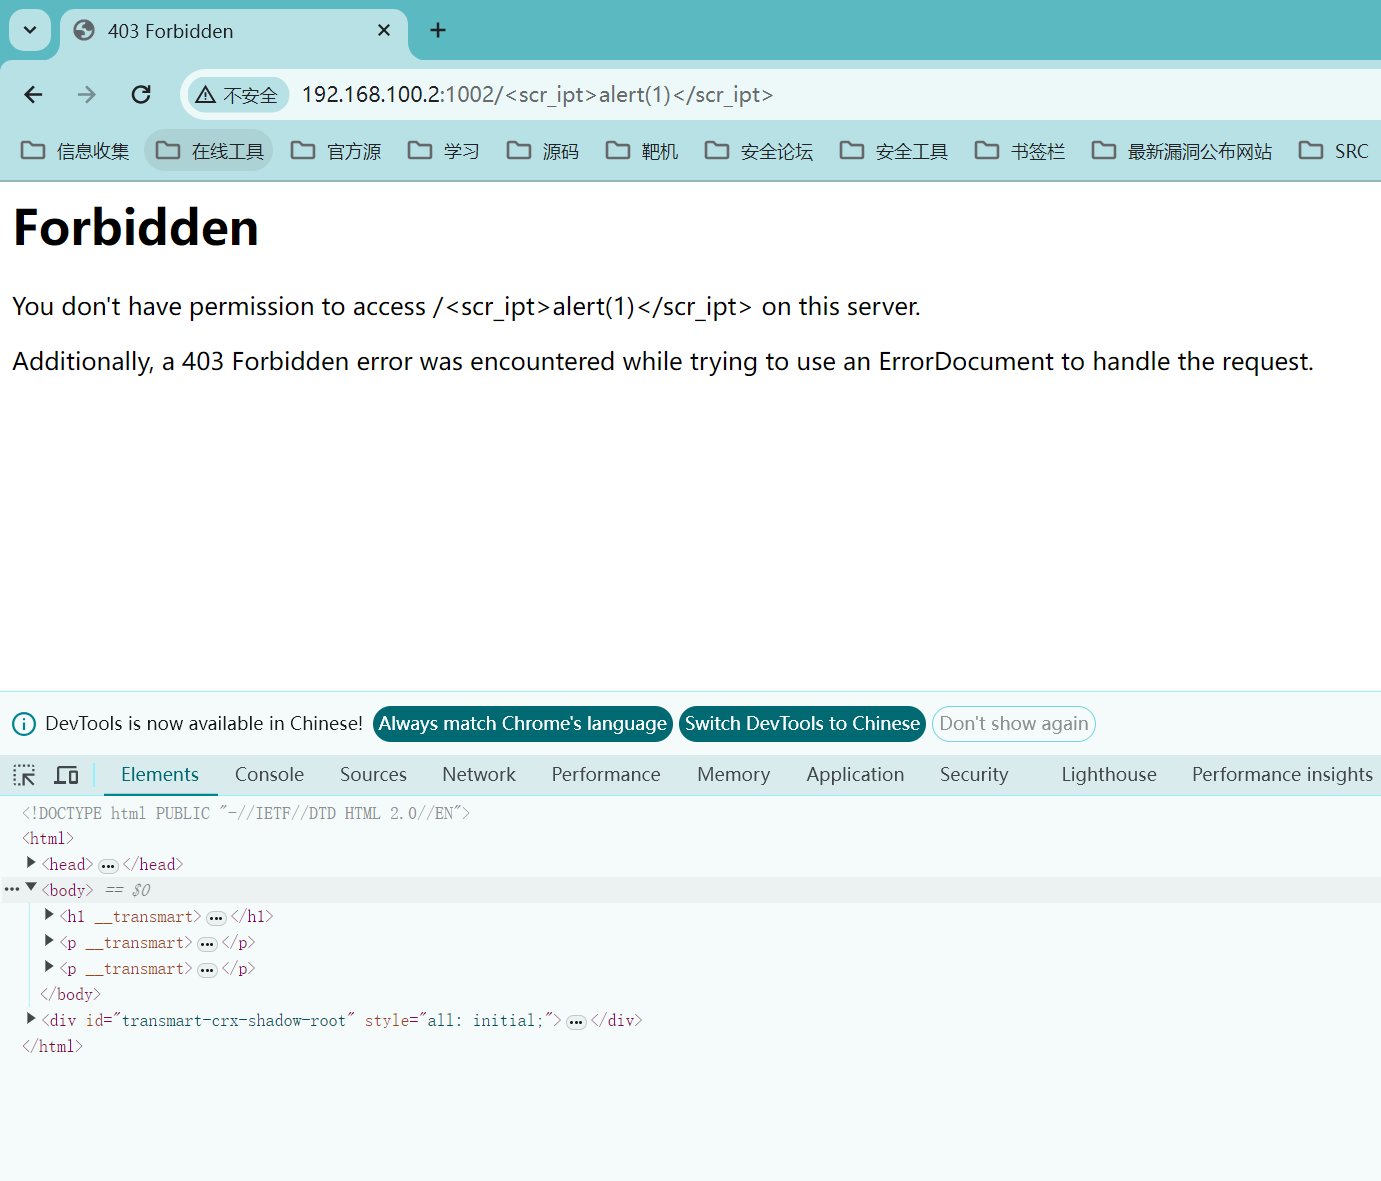 403 Forbidden
不安全 192.168.100.2:1002/<scr_ipt>alert(1)</scr_ipt>
信息收集 在线工具 官方源 学习 源码 靶机 安全论坛 安全工具 书签栏 最新漏洞公布网站 SRC
Forbidden
You don't have permission to access /<scr_ipt>alert(1)</scr_ipt> on this server.
Additionally, a 403 Forbidden error was encountered while trying to use an ErrorDocument to handle the request.
DevTools is now available in Chinese! Always match Chrome's language Switch DevTools to Chinese Don't show again
Elements Console Sources Network Performance Memory Application Security Lighthouse Performance insights
<!DOCTYPE html PUBLIC "-//IETF//DTD HTML 2.0//EN">
<html>
<head> ••• </head>
••• <body> == $0
<h1 __transmart> ••• </h1>
<p __transmart> ••• </p>
<p __transmart> ••• </p>
</body>
<div id="transmart-crx-shadow-root" style="all: initial;"> ••• </div>
</html>